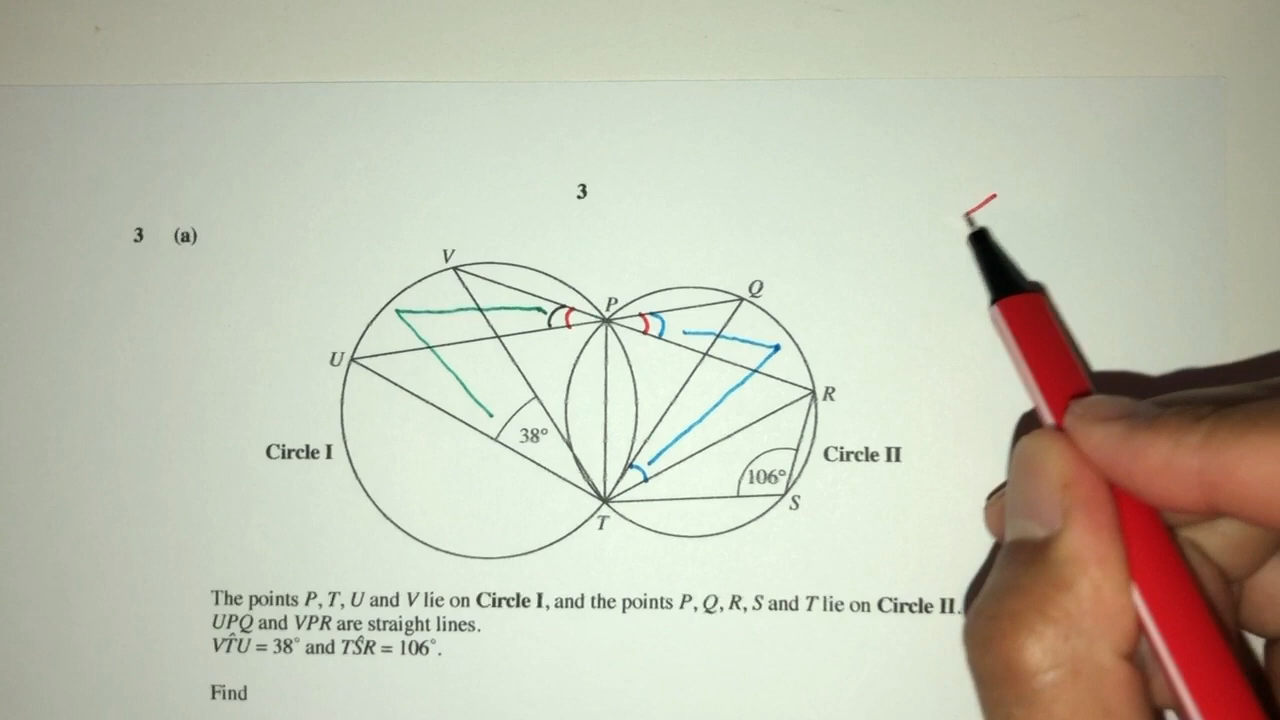 3
3 (a)
V
P
Q
U
R
38°
Circle I
Circle II
106°
S
T
The points P, T, U and V lie on Circle I, and the points P, Q, R, S and T lie on Circle II.
UPQ and VPR are straight lines.
VT̂U = 38° and TŜR = 106°.
Find